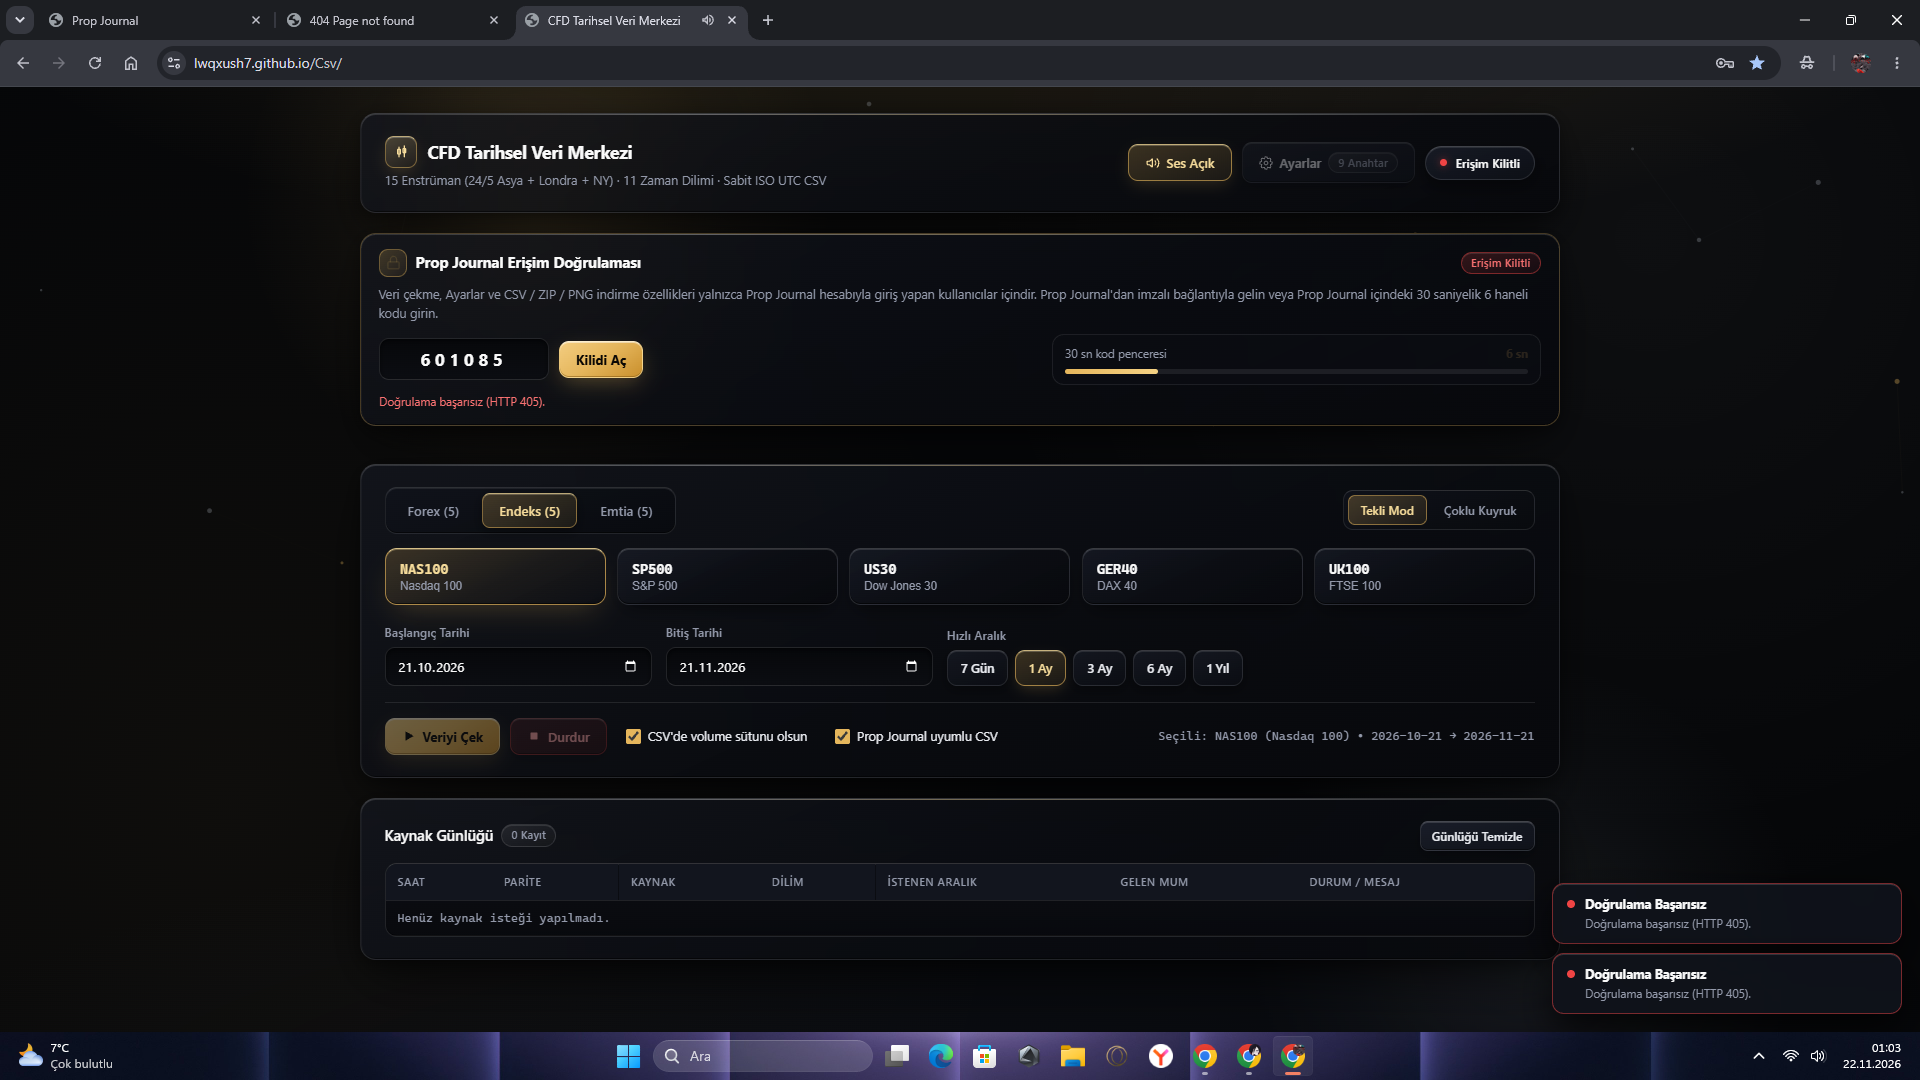 Prop Journal
404 Page not found
CFD Tarihsel Veri Merkezi
lwqxush7.github.io/Csv/
CFD Tarihsel Veri Merkezi
15 Enstrüman (24/5 Asya + Londra + NY) · 11 Zaman Dilimi · Sabit ISO UTC CSV
Ses Açık
Ayarlar
9 Anahtar
Erişim Kilitli
Prop Journal Erişim Doğrulaması
Erişim Kilitli
Veri çekme, Ayarlar ve CSV / ZIP / PNG indirme özellikleri yalnızca Prop Journal hesabıyla giriş yapan kullanıcılar içindir. Prop Journal'dan imzalı bağlantıyla gelin veya Prop Journal içindeki 30 saniyelik 6 haneli
kodu girin.
601085
Kilidi Aç
30 sn kod penceresi
6 sn
Doğrulama başarısız (HTTP 405).
Forex (5)
Endeks (5)
Emtia (5)
Tekli Mod
Çoklu Kuyruk
NAS100
Nasdaq 100
SP500
S&P 500
US30
Dow Jones 30
GER40
DAX 40
UK100
FTSE 100
Başlangıç Tarihi
21.10.2026
Bitiş Tarihi
21.11.2026
Hızlı Aralık
7 Gün
1 Ay
3 Ay
6 Ay
1 Yıl
Veriyi Çek
Durdur
CSV'de volume sütunu olsun
Prop Journal uyumlu CSV
Seçili: NAS100 (Nasdaq 100) • 2026-10-21 → 2026-11-21
Kaynak Günlüğü
0 Kayıt
Günlüğü Temizle
SAAT PARİTE KAYNAK DİLİM İSTENEN ARALIK GELEN MUM DURUM / MESAJ
Henüz kaynak isteği yapılmadı.
Doğrulama Başarısız
Doğrulama başarısız (HTTP 405).
Doğrulama Başarısız
Doğrulama başarısız (HTTP 405).
7°C
Çok bulutlu
Ara
01:03
22.11.2026